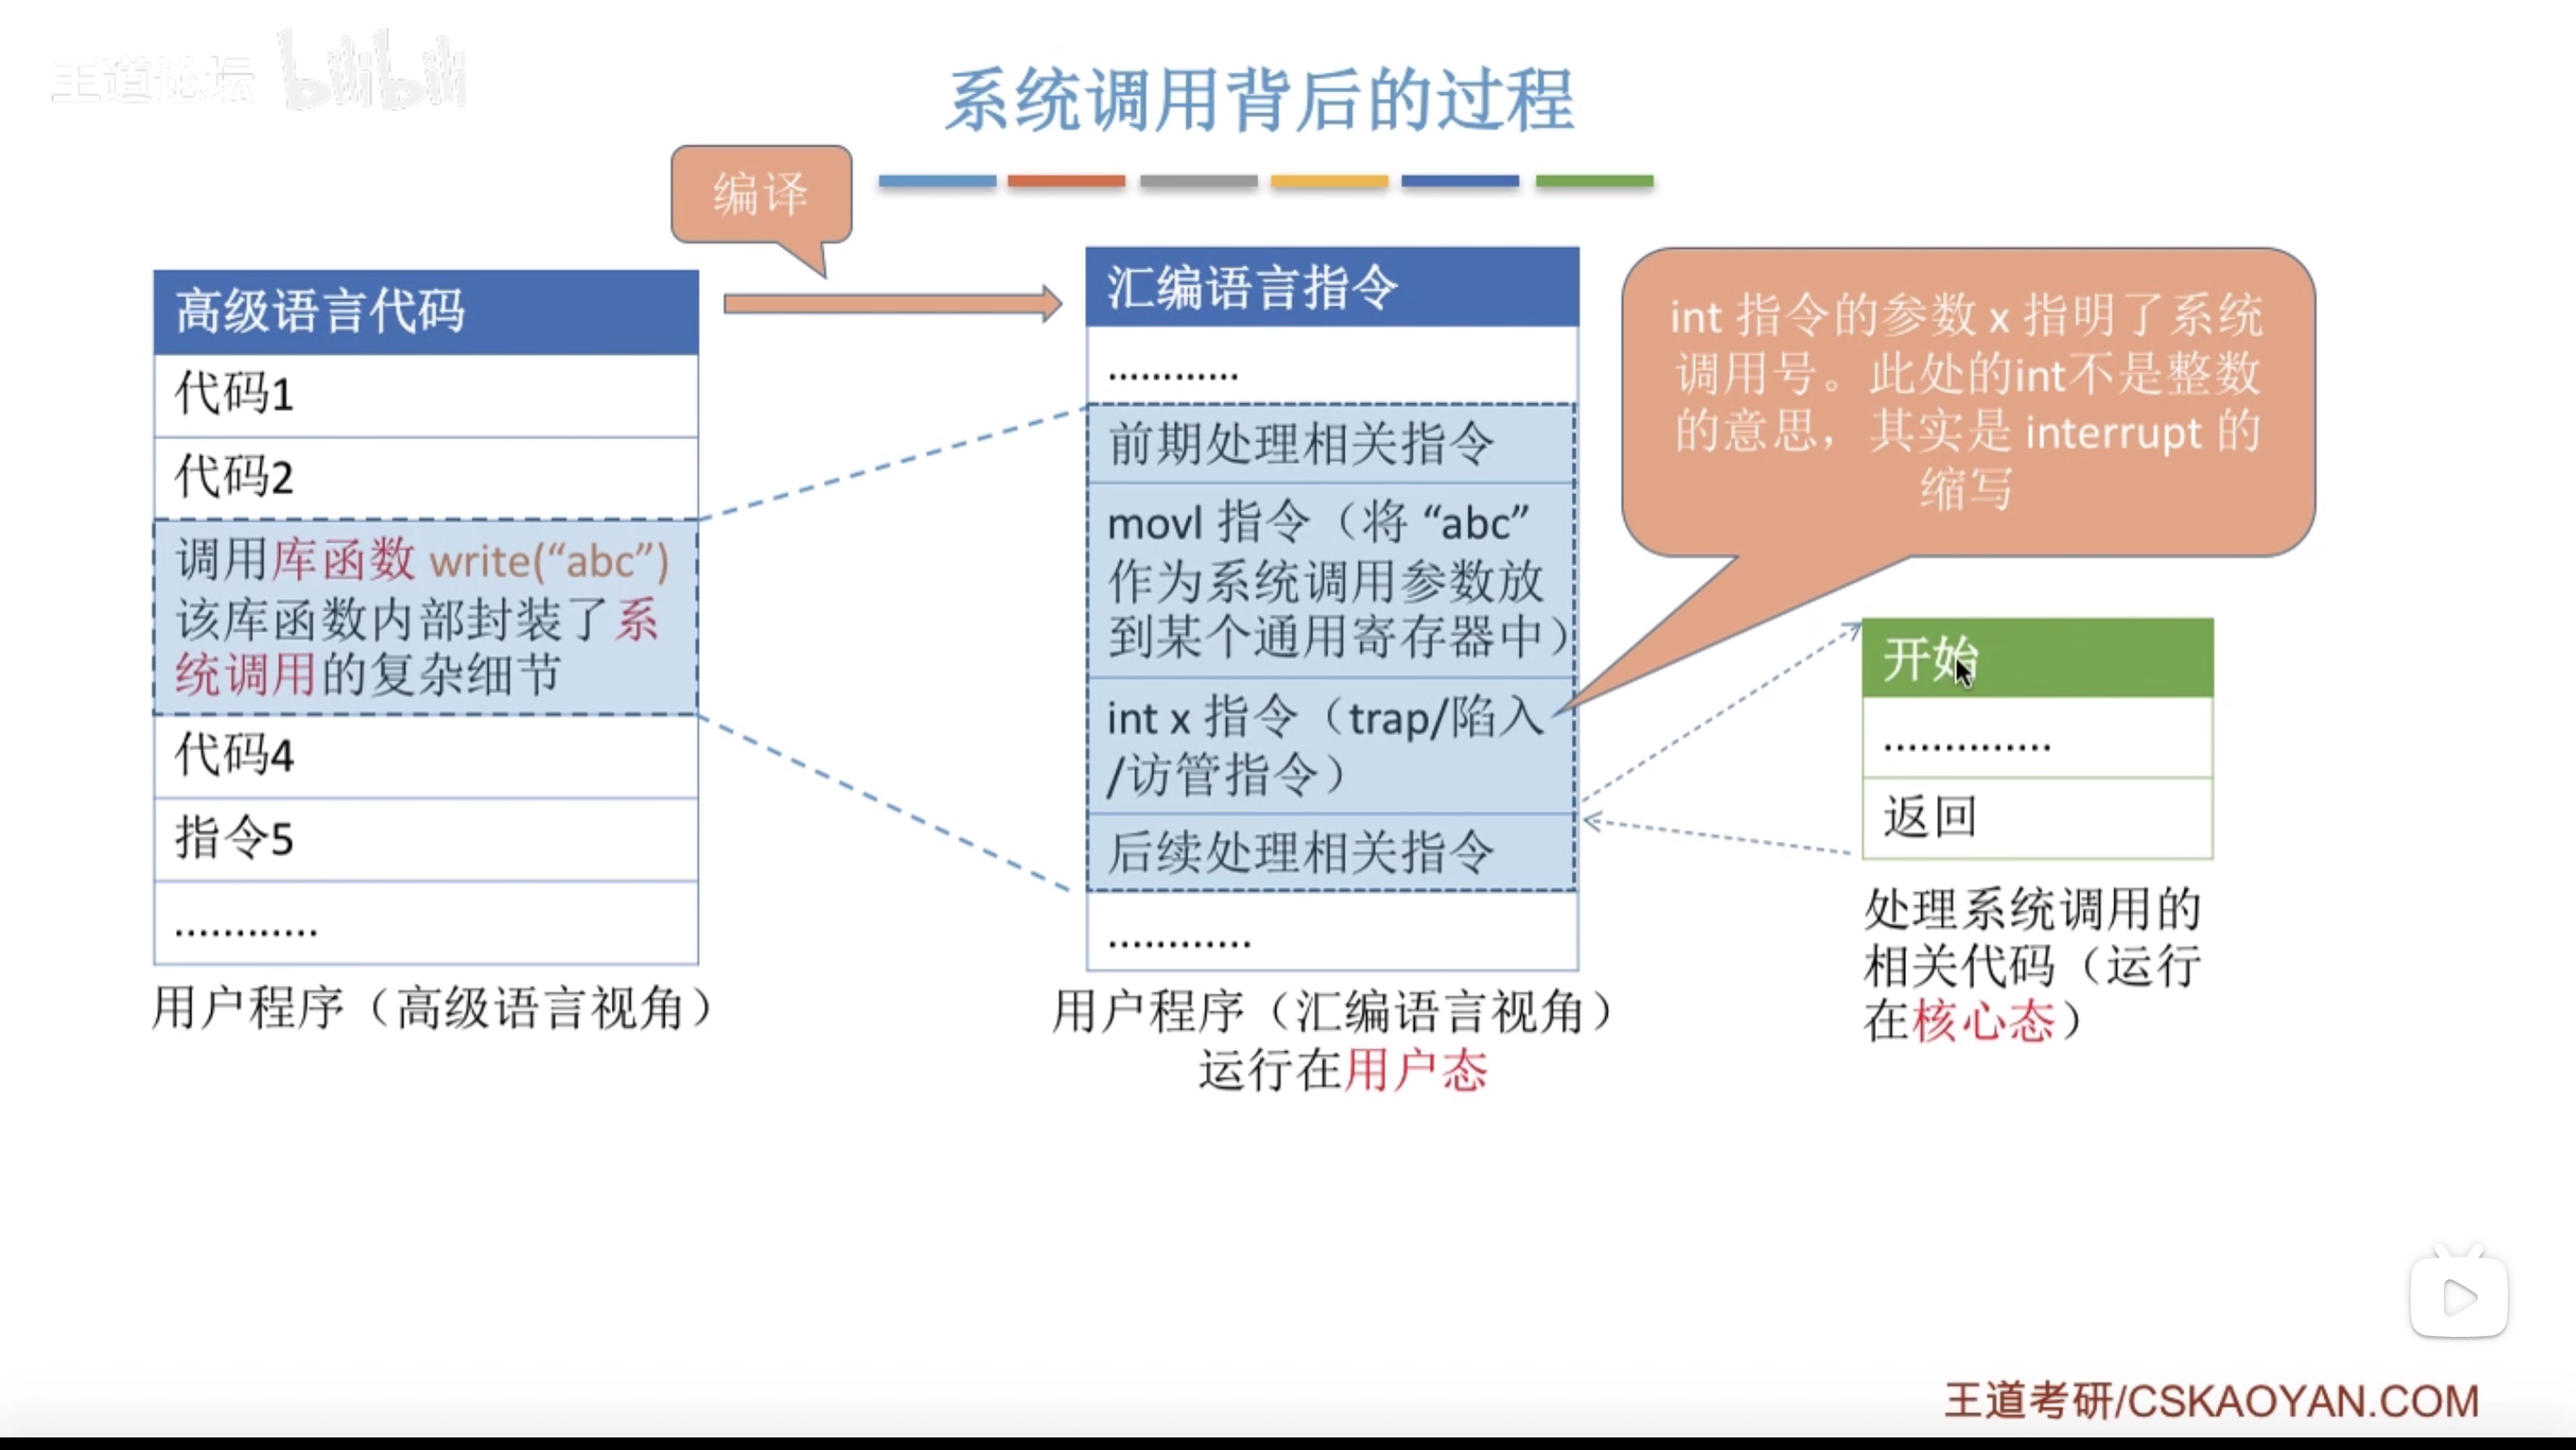 王道论坛 bilibili
系统调用背后的过程
编译
高级语言代码
代码1
代码2
调用库函数 write(“abc”)
该库函数内部封装了系
统调用的复杂细节
代码4
指令5
............
用户程序（高级语言视角）
汇编语言指令
............
前期处理相关指令
movl 指令（将 “abc”
作为系统调用参数放
到某个通用寄存器中）
int x 指令（trap/陷入
/访管指令）
后续处理相关指令
............
用户程序（汇编语言视角）
运行在用户态
int 指令的参数 x 指明了系统
调用号。此处的int不是整数
的意思，其实是 interrupt 的
缩写
开始
..............
返回
处理系统调用的
相关代码（运行
在核心态）
王道考研/CSKAOYAN.COM